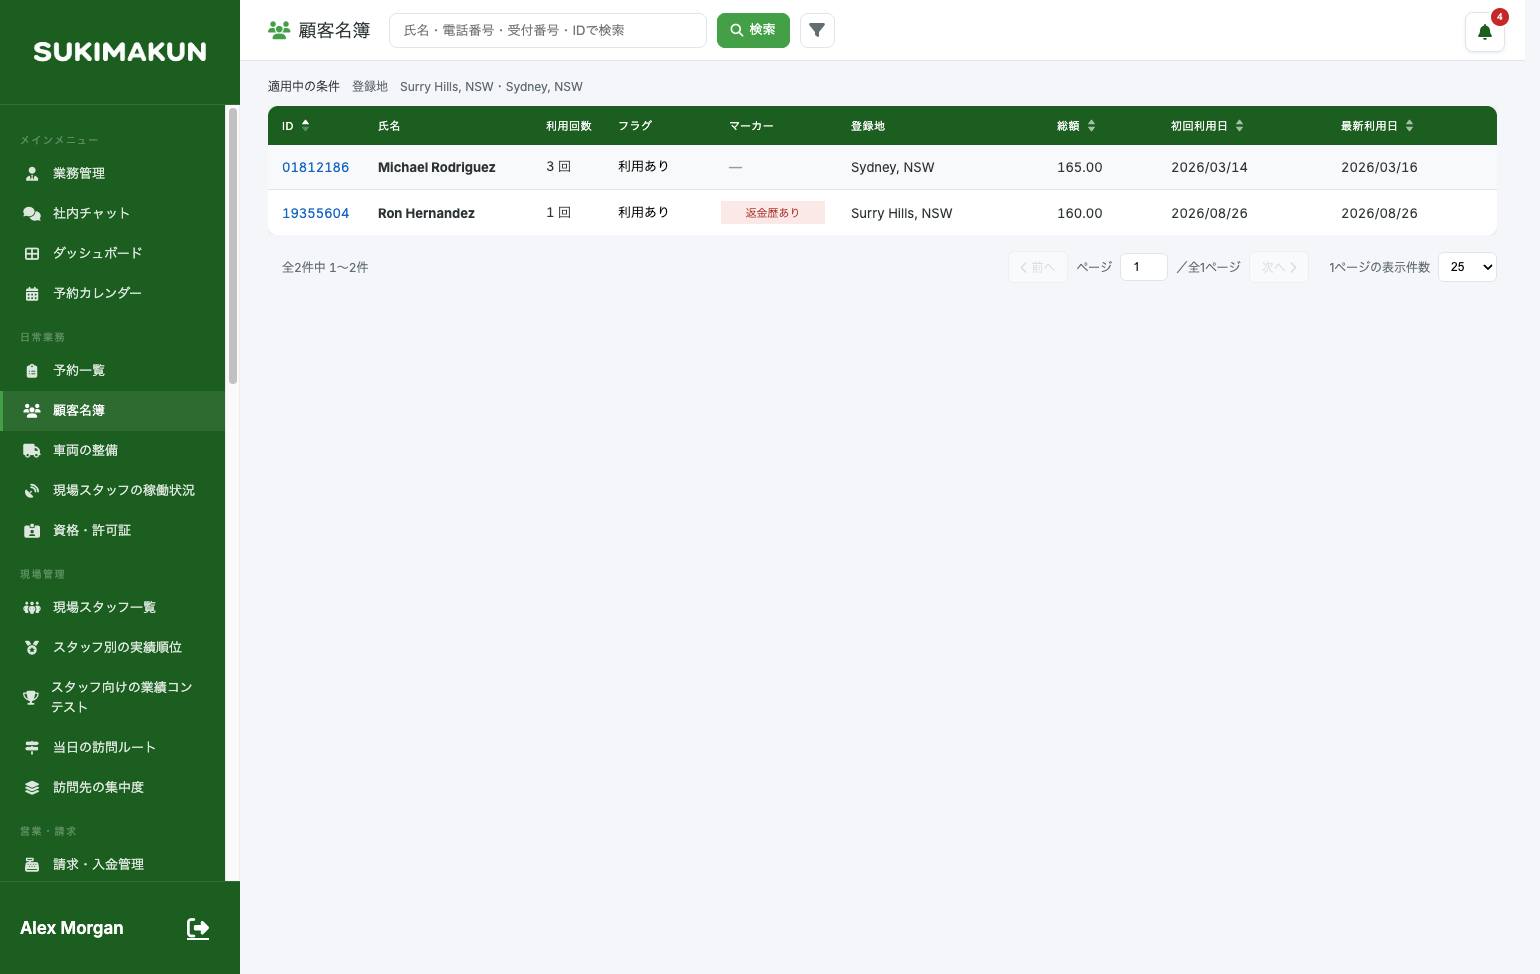 SUKIMAKUN
メインメニュー
業務管理
社内チャット
ダッシュボード
予約カレンダー
日常業務
予約一覧
顧客名簿
車両の整備
現場スタッフの稼働状況
資格・許可証
現場管理
現場スタッフ一覧
スタッフ別の実績順位
スタッフ向けの業績コン
テスト
当日の訪問ルート
訪問先の集中度
営業・請求
請求・入金管理
Alex Morgan
顧客名簿 氏名・電話番号・受付番号・IDで検索 検索 4
適用中の条件 登録地 Surry Hills, NSW・Sydney, NSW
ID 氏名 利用回数 フラグ マーカー 登録地 総額 初回利用日 最新利用日
01812186 Michael Rodriguez 3 回 利用あり — Sydney, NSW 165.00 2026/03/14 2026/03/16
19355604 Ron Hernandez 1 回 利用あり 返金歴あり Surry Hills, NSW 160.00 2026/08/26 2026/08/26
全2件中 1〜2件 前へ ページ 1 ／全1ページ 次へ 1ページの表示件数 25